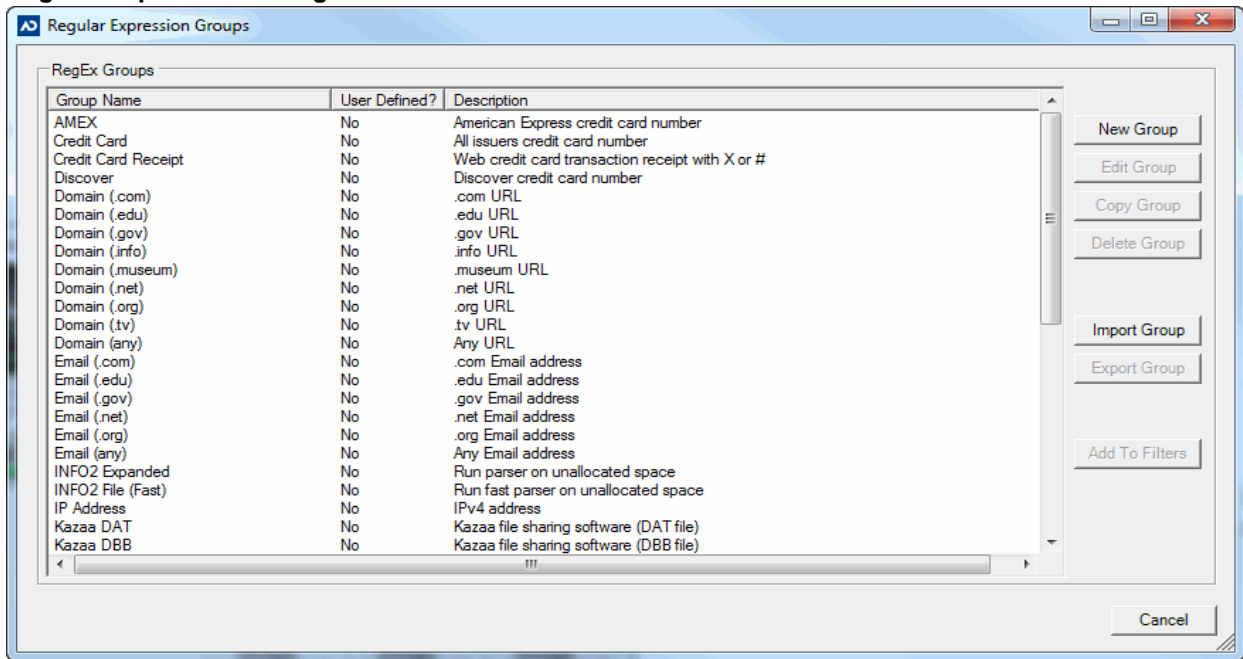 Regular Expression Groups
RegEx Groups
Group Name User Defined? Description
AMEX No American Express credit card number
Credit Card No All issuers credit card number
Credit Card Receipt No Web credit card transaction receipt with X or #
Discover No Discover credit card number
Domain (.com) No .com URL
Domain (.edu) No .edu URL
Domain (.gov) No .gov URL
Domain (.info) No .info URL
Domain (.museum) No .museum URL
Domain (.net) No .net URL
Domain (.org) No .org URL
Domain (.tv) No .tv URL
Domain (any) No Any URL
Email (.com) No .com Email address
Email (.edu) No .edu Email address
Email (.gov) No .gov Email address
Email (.net) No .net Email address
Email (.org) No .org Email address
Email (any) No Any Email address
INFO2 Expanded No Run parser on unallocated space
INFO2 File (Fast) No Run fast parser on unallocated space
IP Address No IPv4 address
Kazaa DAT No Kazaa file sharing software (DAT file)
Kazaa DBB No Kazaa file sharing software (DBB file)
New Group
Edit Group
Copy Group
Delete Group
Import Group
Export Group
Add To Filters
Cancel